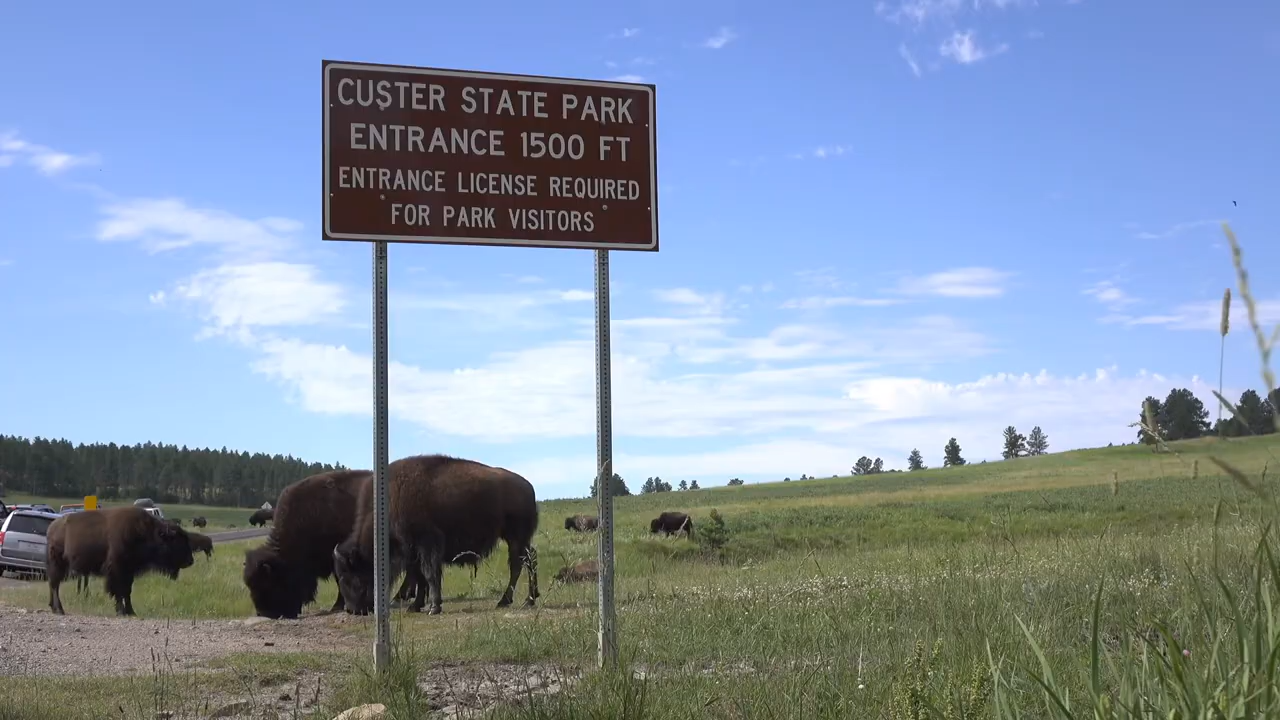 CUSTER STATE PARK
ENTRANCE 1500 FT
ENTRANCE LICENSE REQUIRED
FOR PARK VISITORS